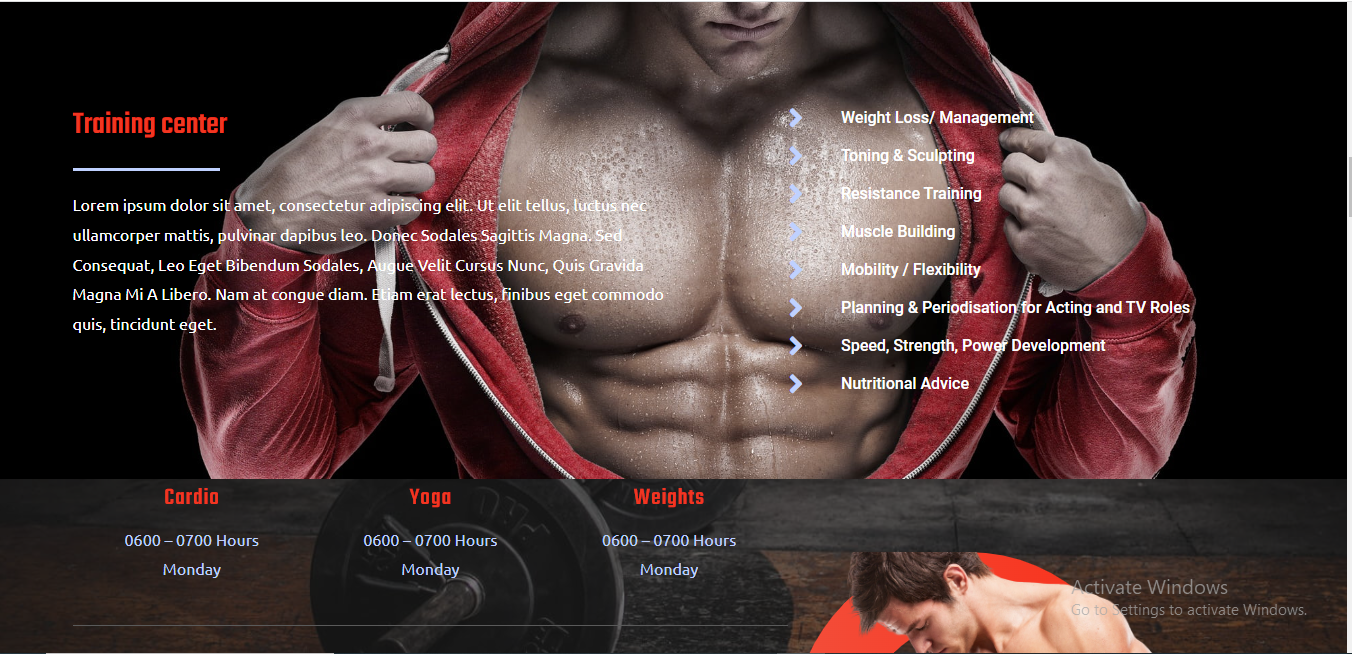 Training center
Lorem ipsum dolor sit amet, consectetur adipiscing elit. Ut elit tellus, luctus nec
ullamcorper mattis, pulvinar dapibus leo. Donec Sodales Sagittis Magna. Sed
Consequat, Leo Eget Bibendum Sodales, Augue Velit Cursus Nunc, Quis Gravida
Magna Mi A Libero. Nam at congue diam. Etiam erat lectus, finibus eget commodo
quis, tincidunt eget.
Weight Loss/ Management
Toning & Sculpting
Resistance Training
Muscle Building
Mobility / Flexibility
Planning & Periodisation for Acting and TV Roles
Speed, Strength, Power Development
Nutritional Advice
Cardio
0600 – 0700 Hours
Monday
Yoga
0600 – 0700 Hours
Monday
Weights
0600 – 0700 Hours
Monday
Activate Windows
Go to Settings to activate Windows.